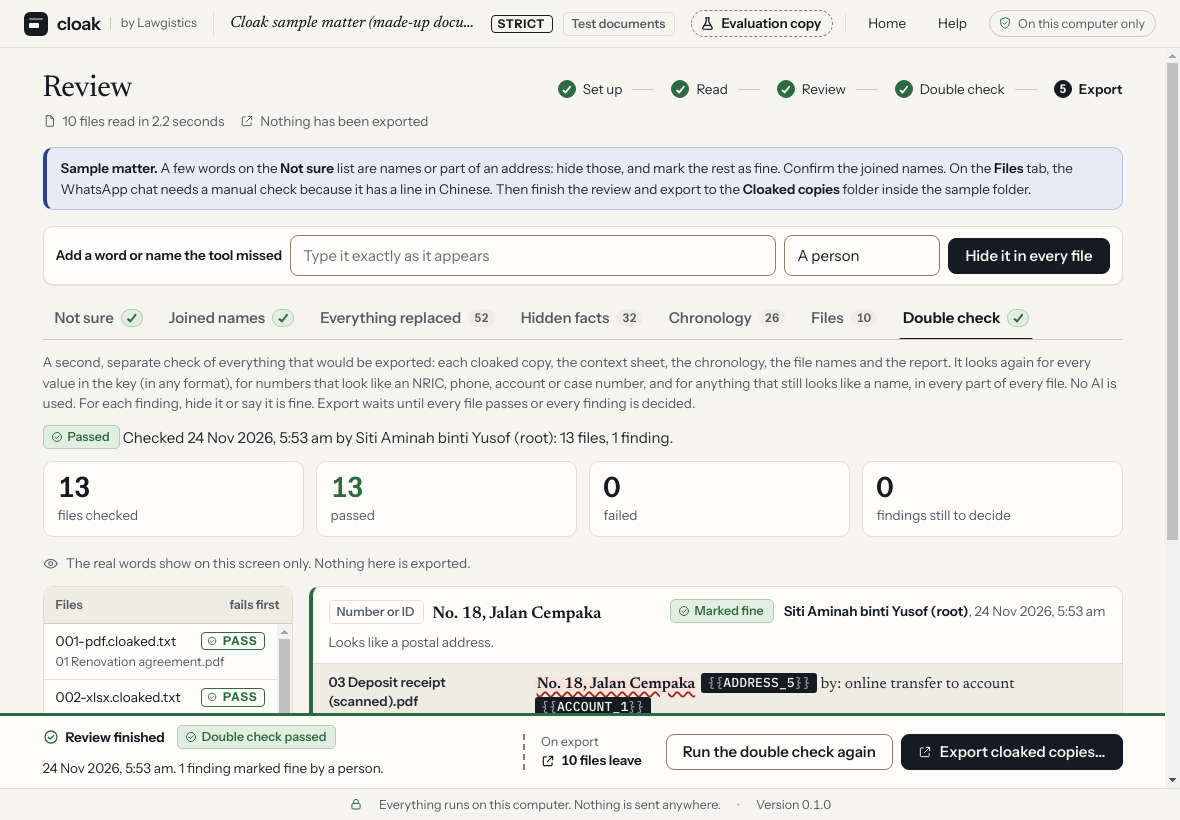 cloak by Lawgistics Cloak sample matter (made-up docu... STRICT Test documents Evaluation copy Home Help On this computer only
Review
Set up Read Review Double check 5 Export
10 files read in 2.2 seconds Nothing has been exported
Sample matter. A few words on the Not sure list are names or part of an address: hide those, and mark the rest as fine. Confirm the joined names. On the Files tab, the
WhatsApp chat needs a manual check because it has a line in Chinese. Then finish the review and export to the Cloaked copies folder inside the sample folder.
Add a word or name the tool missed Type it exactly as it appears A person Hide it in every file
Not sure Joined names Everything replaced 52 Hidden facts 32 Chronology 26 Files 10 Double check
A second, separate check of everything that would be exported: each cloaked copy, the context sheet, the chronology, the file names and the report. It looks again for every
value in the key (in any format), for numbers that look like an NRIC, phone, account or case number, and for anything that still looks like a name, in every part of every file. No AI is
used. For each finding, hide it or say it is fine. Export waits until every file passes or every finding is decided.
Passed Checked 24 Nov 2026, 5:53 am by Siti Aminah binti Yusof (root): 13 files, 1 finding.
13 13 0 0
files checked passed failed findings still to decide
The real words show on this screen only. Nothing here is exported.
Files fails first
001-pdf.cloaked.txt PASS
01 Renovation agreement.pdf
002-xlsx.cloaked.txt PASS
Number or ID No. 18, Jalan Cempaka Marked fine Siti Aminah binti Yusof (root), 24 Nov 2026, 5:53 am
Looks like a postal address.
03 Deposit receipt (scanned).pdf
No. 18, Jalan Cempaka {{ADDRESS_5}} by: online transfer to account
{{ACCOUNT_1}}
Review finished Double check passed
24 Nov 2026, 5:53 am. 1 finding marked fine by a person.
On export
10 files leave
Run the double check again Export cloaked copies...
Everything runs on this computer. Nothing is sent anywhere. • Version 0.1.0